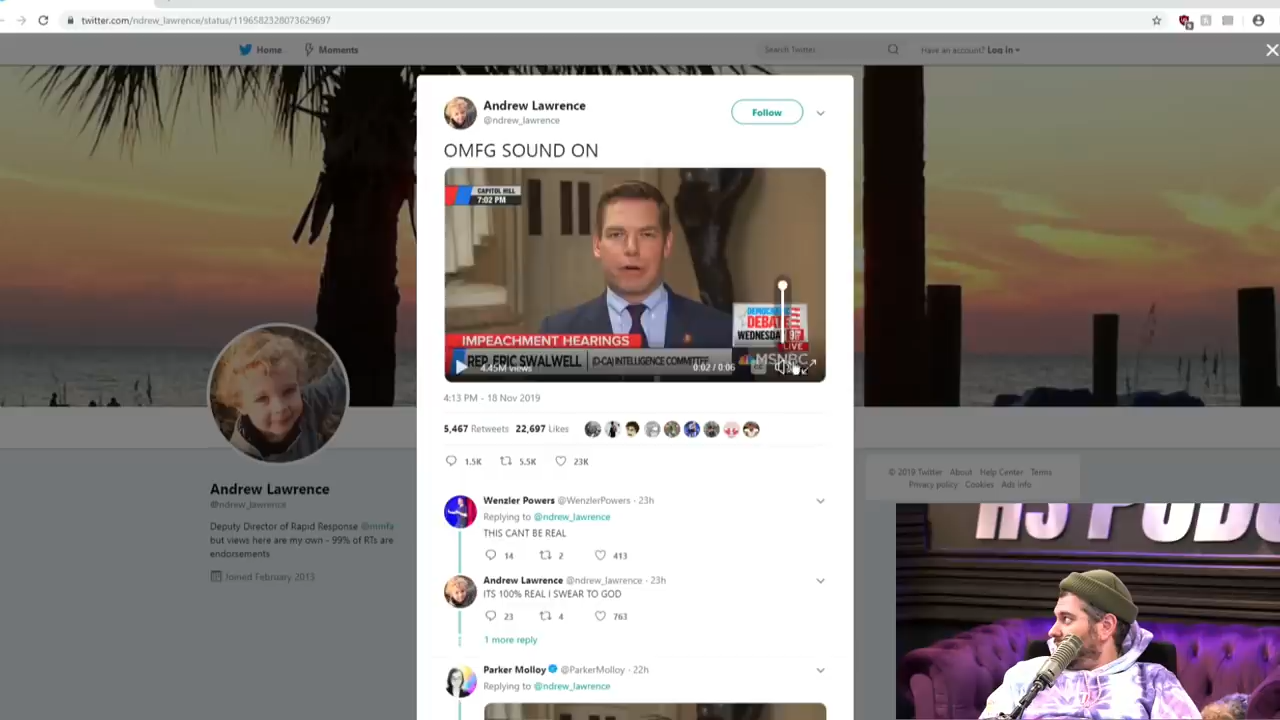 twitter.com/ndrew_lawrence/status/1196582328073629697
Home
Moments
Search Twitter
Have an account? Log in
Andrew Lawrence
@ndrew_lawrence
Follow
OMFG SOUND ON
CAPITOL HILL
7:02 PM
DEMOCRATIC
DEBATE
WEDNESDAY
LIVE
IMPEACHMENT HEARINGS
REP. ERIC SWALWELL (D-CA) INTELLIGENCE COMMITTEE
MSNBC
4.45M views
0:02 / 0:06
4:13 PM - 18 Nov 2019
5,467 Retweets 22,697 Likes
1.5K 5.5K 23K
Wenzler Powers @WenzlerPowers · 23h
Replying to @ndrew_lawrence
THIS CANT BE REAL
14 2 413
Andrew Lawrence @ndrew_lawrence · 23h
ITS 100% REAL I SWEAR TO GOD
23 4 763
1 more reply
Parker Molloy @ParkerMolloy · 22h
Replying to @ndrew_lawrence
Andrew Lawrence
@ndrew_lawrence
Deputy Director of Rapid Response @mmfa
but views here are my own - 99% of RTs are
endorsements
Joined February 2013
© 2019 Twitter About Help Center Terms
Privacy policy Cookies Ads info